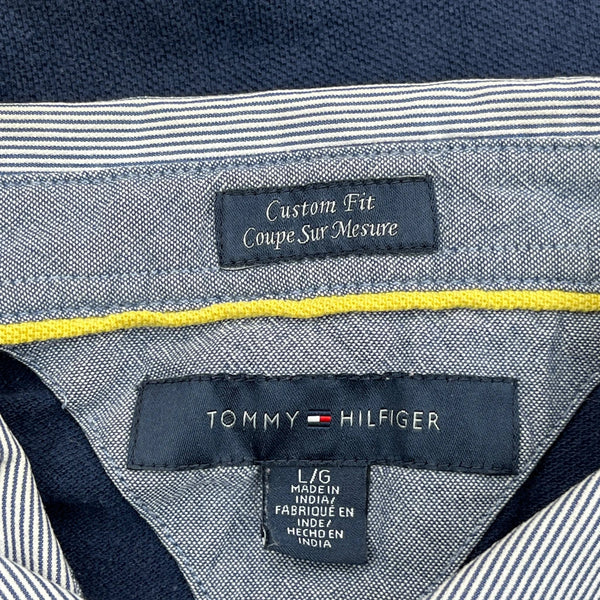 Custom Fit
Coupe Sur Mesure
TOMMY HILFIGER
L/G
MADE IN
INDIA/
FABRIQUÉ EN
INDE/
HECHO EN
INDIA